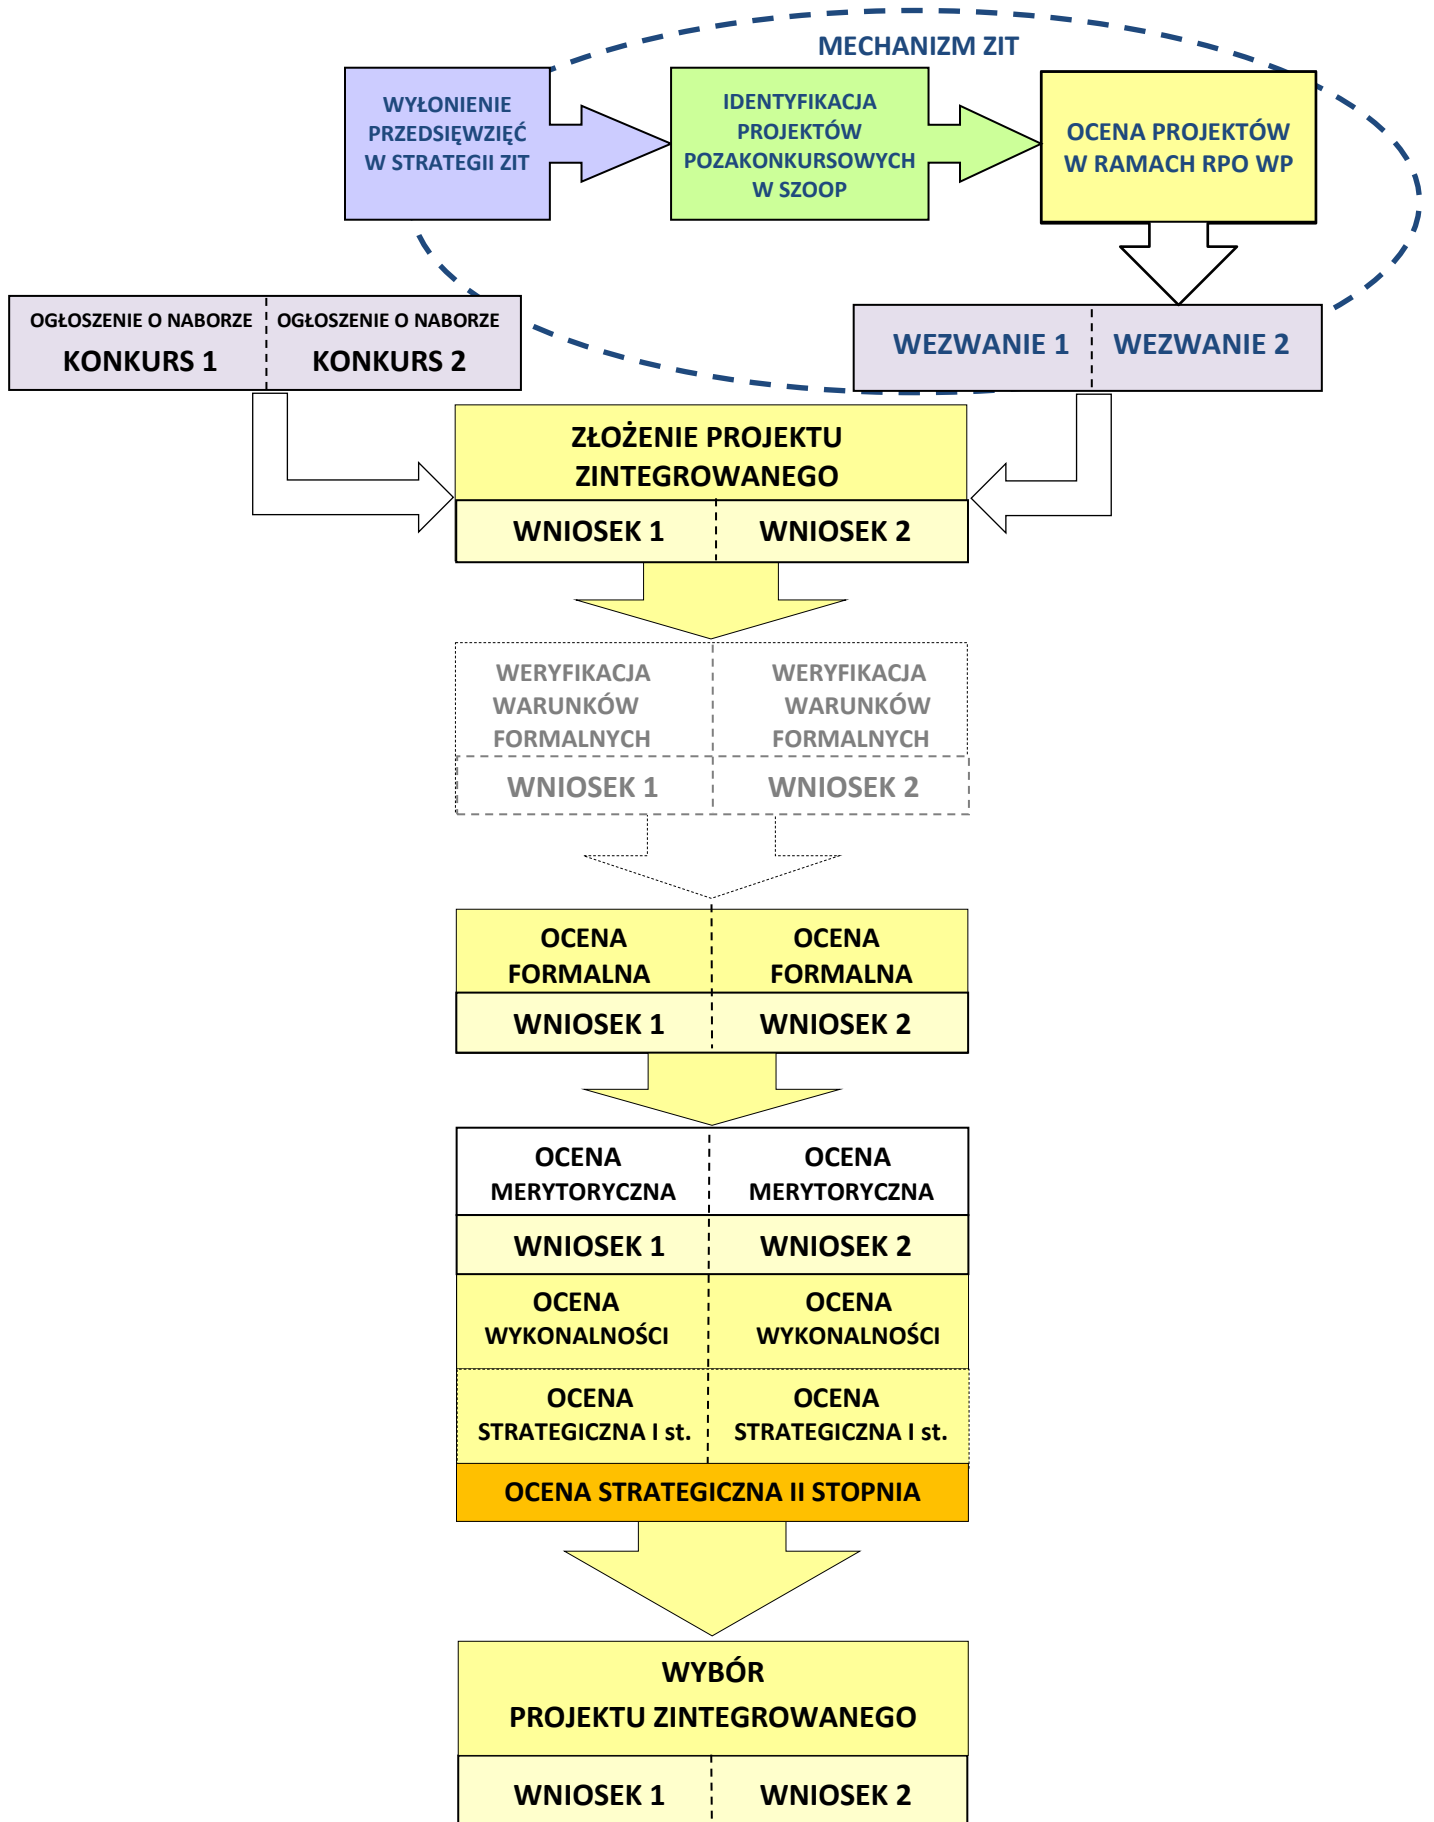 MECHANIZM ZIT
WYŁONIENIE
PRZEDSIĘWZIĘĆ
W STRATEGII ZIT
IDENTYFIKACJA
PROJEKTÓW
POZAKONKURSOWYCH
W SZOOP
OCENA PROJEKTÓW
W RAMACH RPO WP
OGŁOSZENIE O NABORZE
KONKURS 1
OGŁOSZENIE O NABORZE
KONKURS 2
WEZWANIE 1
WEZWANIE 2
ZŁOŻENIE PROJEKTU
ZINTEGROWANEGO
WNIOSEK 1
WNIOSEK 2
WERYFIKACJA
WARUNKÓW
FORMALNYCH
WNIOSEK 1
WERYFIKACJA
WARUNKÓW
FORMALNYCH
WNIOSEK 2
OCENA
FORMALNA
WNIOSEK 1
OCENA
FORMALNA
WNIOSEK 2
OCENA
MERYTORYCZNA
OCENA
MERYTORYCZNA
WNIOSEK 1
WNIOSEK 2
OCENA
WYKONALNOŚCI
OCENA
WYKONALNOŚCI
OCENA
STRATEGICZNA I st.
OCENA
STRATEGICZNA I st.
OCENA STRATEGICZNA II STOPNIA
WYBÓR
PROJEKTU ZINTEGROWANEGO
WNIOSEK 1
WNIOSEK 2